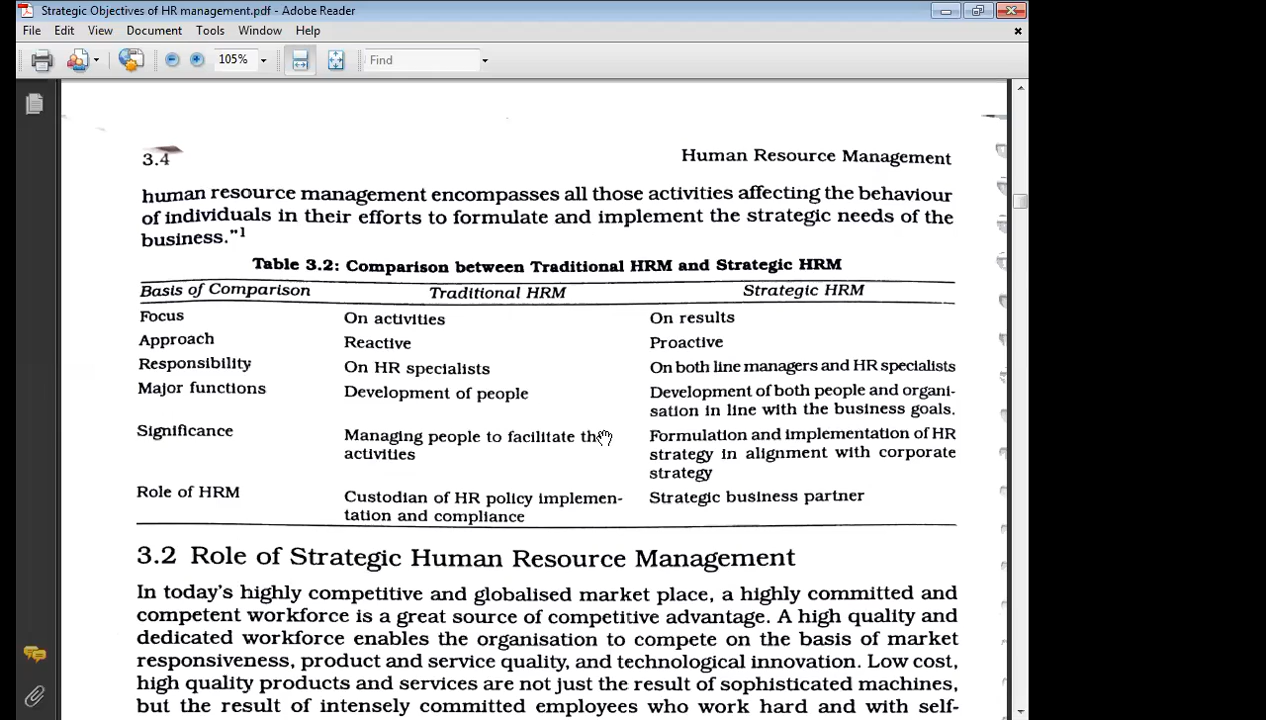 Strategic Objectives of HR management.pdf - Adobe Reader
File Edit View Document Tools Window Help
105% Find
3.4 Human Resource Management
human resource management encompasses all those activities affecting the behaviour
of individuals in their efforts to formulate and implement the strategic needs of the
business."1
Table 3.2: Comparison between Traditional HRM and Strategic HRM
Basis of Comparison Traditional HRM Strategic HRM
Focus On activities On results
Approach Reactive Proactive
Responsibility On HR specialists On both line managers and HR specialists
Major functions Development of people Development of both people and organi-
sation in line with the business goals.
Significance Managing people to facilitate Formulation and implementation of HR
activities strategy in alignment with corporate
strategy
Role of HRM Custodian of HR policy implemen- Strategic business partner
tation and compliance
3.2 Role of Strategic Human Resource Management
In today's highly competitive and globalised market place, a highly committed and
competent workforce is a great source of competitive advantage. A high quality and
dedicated workforce enables the organisation to compete on the basis of market
responsiveness, product and service quality, and technological innovation. Low cost,
high quality products and services are not just the result of sophisticated machines,
but the result of intensely committed employees who work hard and with self-